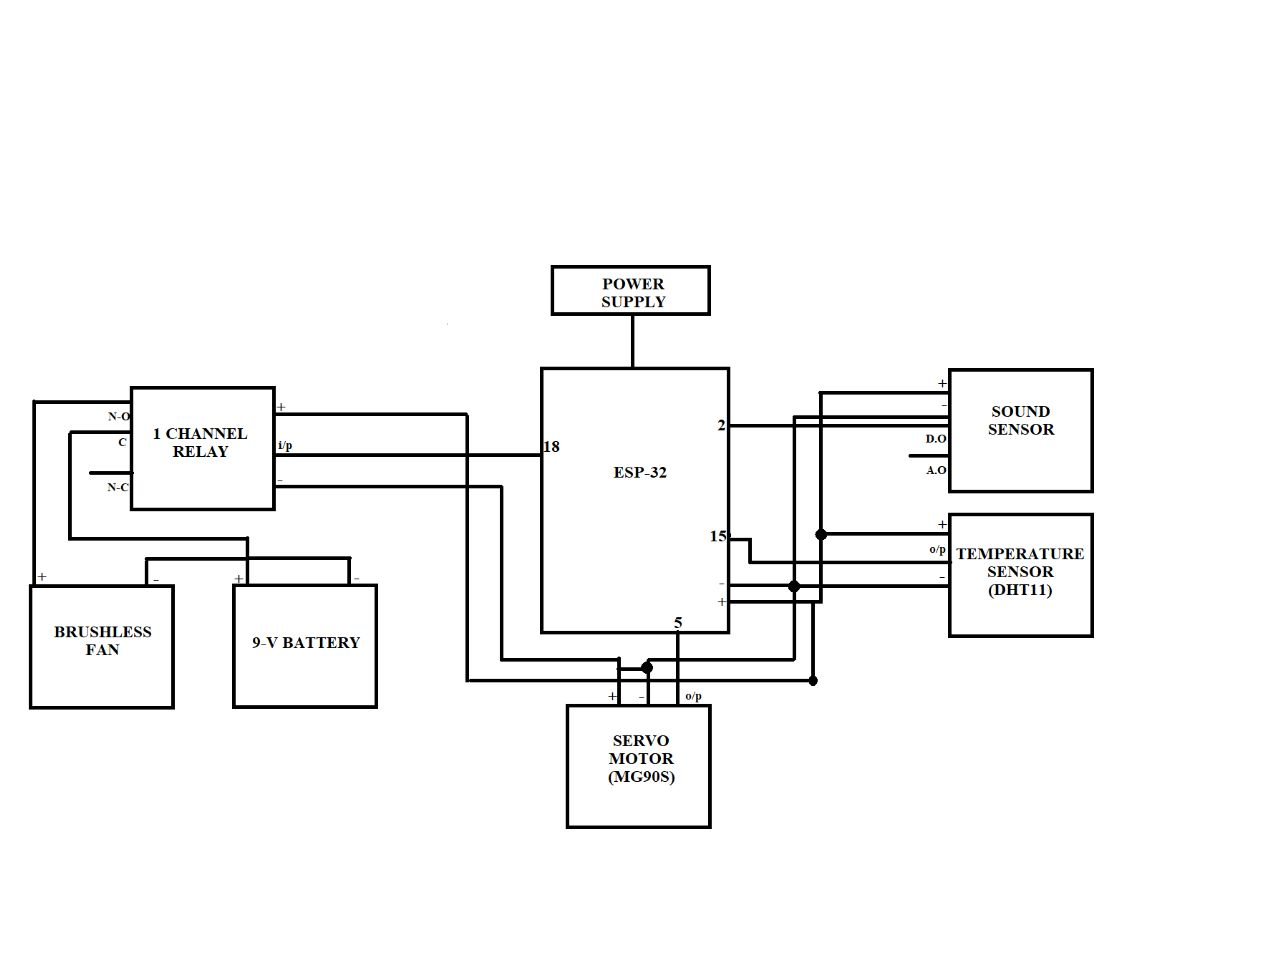 POWER
SUPPLY
1 CHANNEL
RELAY
N-O
C
N-C
+
i/p
-
18
ESP-32
2
15
-
+
5
+
-
D.O
A.O
SOUND
SENSOR
+
o/p
-
TEMPERATURE
SENSOR
(DHT11)
+
-
BRUSHLESS
FAN
+
-
9-V BATTERY
+
-
o/p
SERVO
MOTOR
(MG90S)